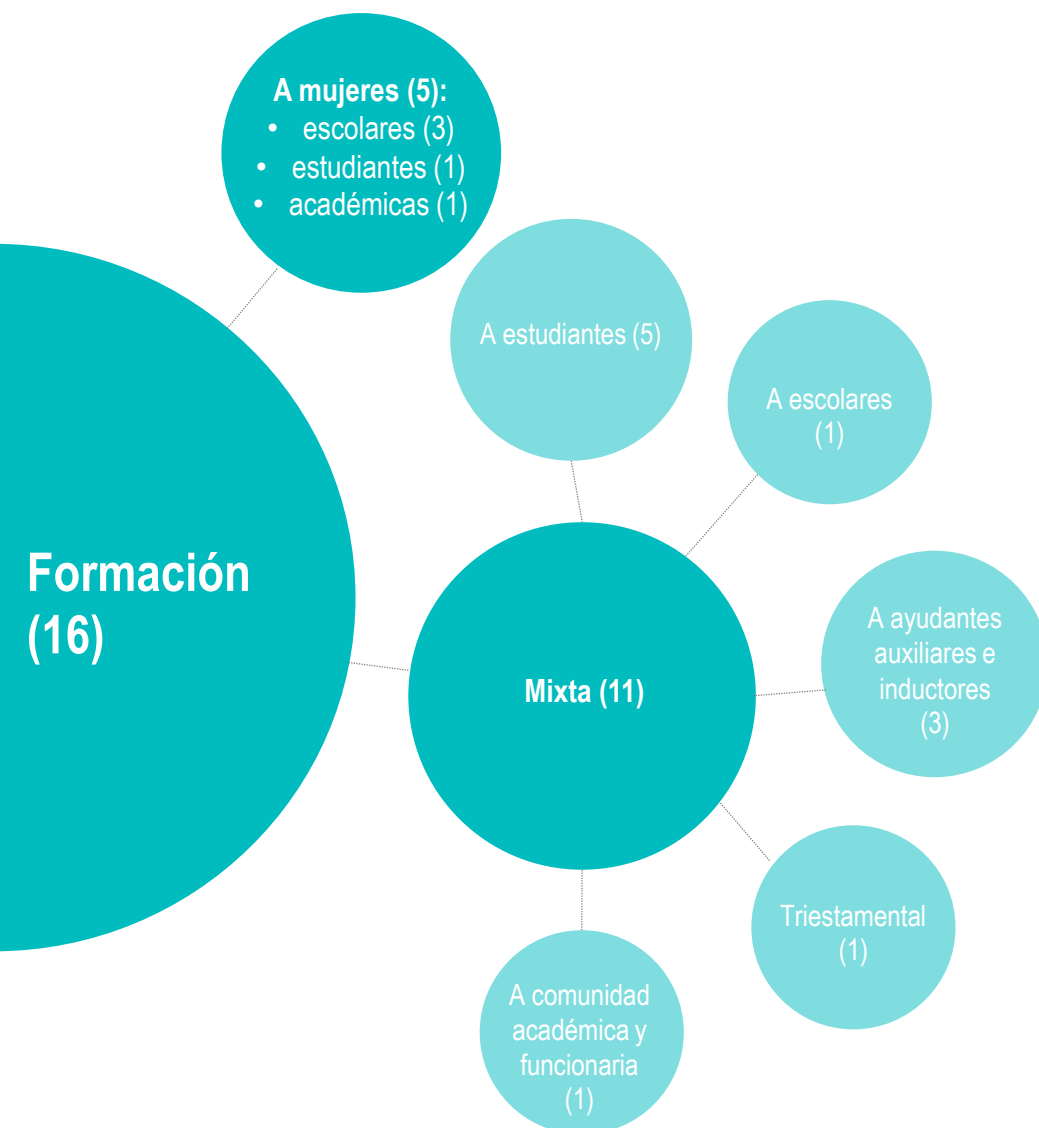 A mujeres (5):
• escolares (3)
• estudiantes (1)
• académicas (1)
A estudiantes (5)
A escolares
(1)
Formación
(16)
A ayudantes
auxiliares e
inductores
(3)
Mixta (11)
Triestamental
(1)
A comunidad
académica y
funcionaria
(1)